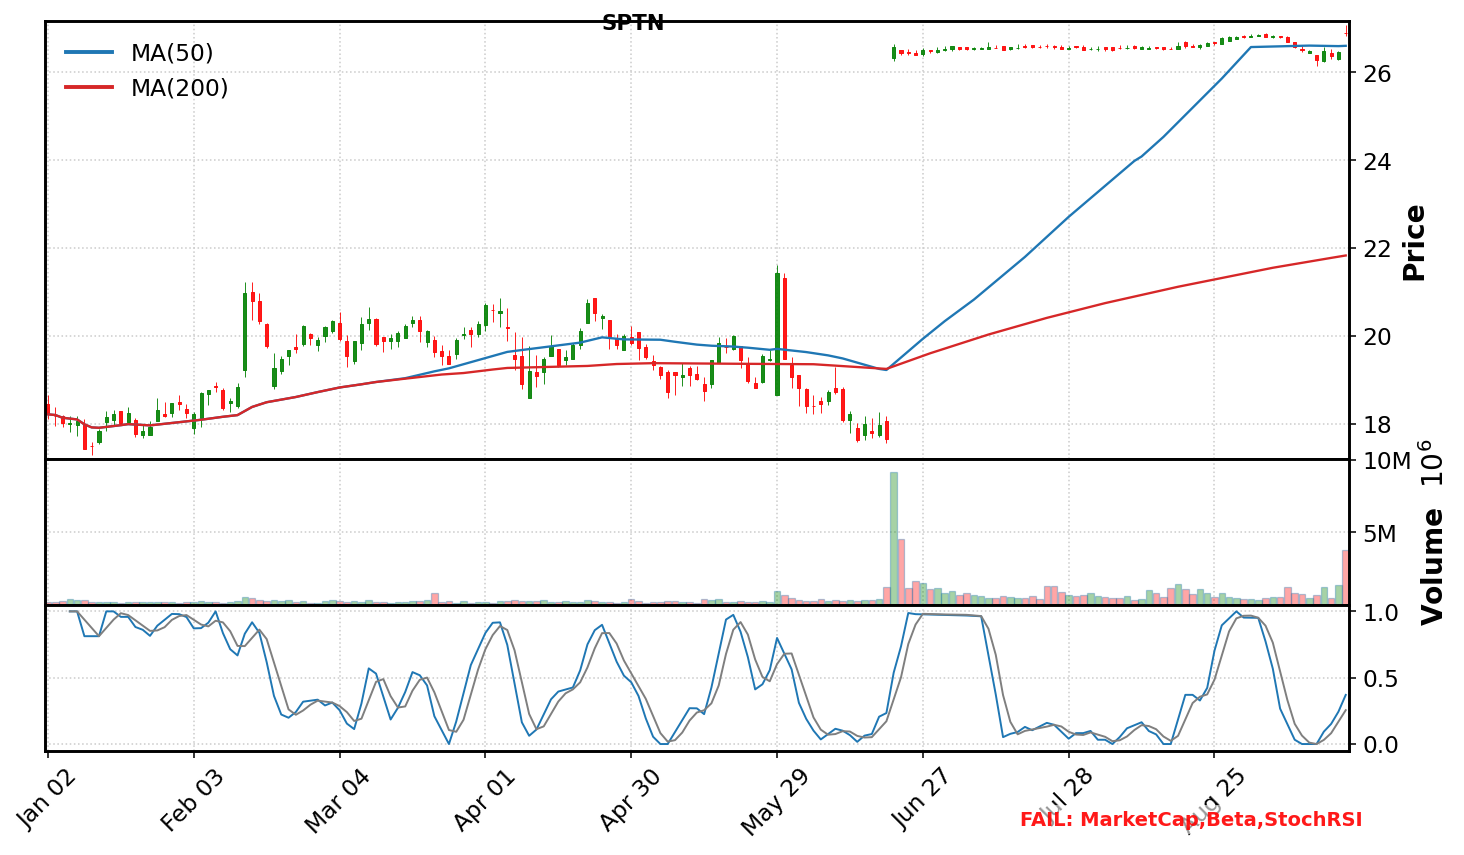 SPTN
MA(50)
MA(200)
26
24
22
20
18
Price
10M
5M
Volume 10^6
1.0
0.5
0.0
Jan 02
Feb 03
Mar 04
Apr 01
Apr 30
May 29
Jun 27
Jul 28
Aug 25
FAIL: MarketCap,Beta,StochRSI